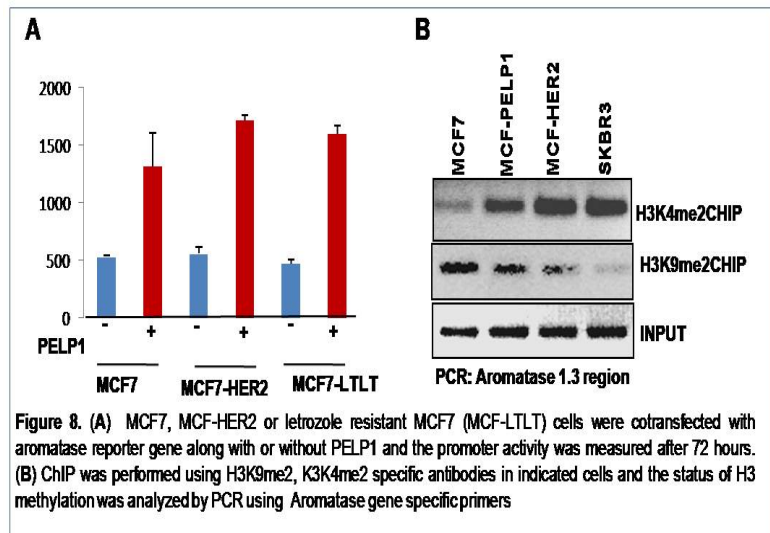 A
2000
1500
1000
500
0
- + - + - +
PELP1
MCF7 MCF7-HER2 MCF7-LTLT
B
MCF7 MCF-PELP1 MCF-HER2 SKBR3
H3K4me2CHIP
H3K9me2CHIP
INPUT
PCR: Aromatase 1.3 region
Figure 8. (A) MCF7, MCF-HER2 or letrozole resistant MCF7 (MCF-LTLT) cells were cotransfected with
aromatase reporter gene along with or without PELP1 and the promoter activity was measured after 72 hours.
(B) ChIP was performed using H3K9me2, K3K4me2 specific antibodies in indicated cells and the status of H3
methylation was analyzed by PCR using Aromatase gene specific primers